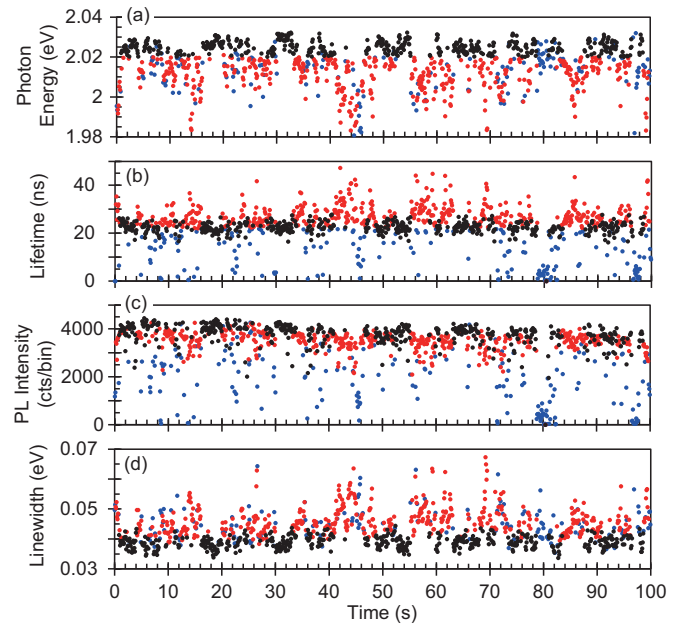 (a)
2.04
2.02
2
1.98
Photon
Energy (eV)
(b)
40
20
0
Lifetime (ns)
(c)
4000
2000
0
PL Intensity
(cts/bin)
(d)
0.07
0.05
0.03
Linewidth (eV)
0 10 20 30 40 50 60 70 80 90 100
Time (s)